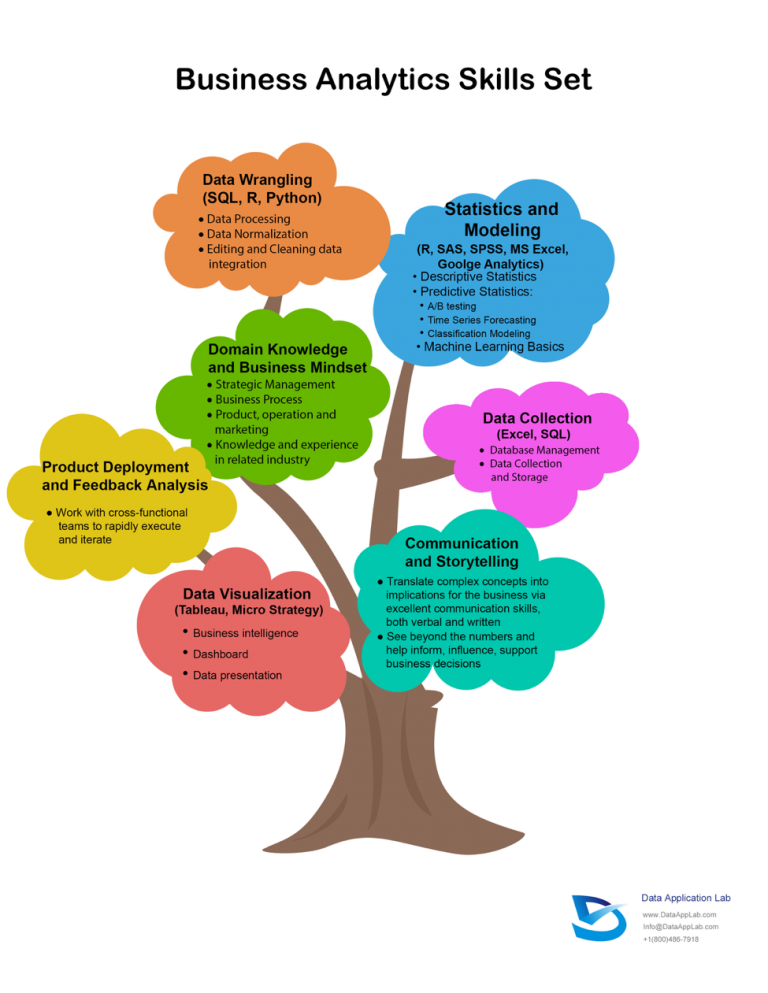 Business Analytics Skills Set
Data Wrangling
(SQL, R, Python)
● Data Processing
● Data Normalization
● Editing and Cleaning data
integration
Statistics and
Modeling
(R, SAS, SPSS, MS Excel,
Goolge Analytics)
• Descriptive Statistics
• Predictive Statistics:
• A/B testing
• Time Series Forecasting
• Classification Modeling
• Machine Learning Basics
Domain Knowledge
and Business Mindset
● Strategic Management
● Business Process
● Product, operation and
marketing
● Knowledge and experience
in related industry
Data Collection
(Excel, SQL)
● Database Management
● Data Collection
and Storage
Product Deployment
and Feedback Analysis
● Work with cross-functional
teams to rapidly execute
and iterate
Communication
and Storytelling
● Translate complex concepts into
implications for the business via
excellent communication skills,
both verbal and written
● See beyond the numbers and
help inform, influence, support
business decisions
Data Visualization
(Tableau, Micro Strategy)
• Business intelligence
• Dashboard
• Data presentation
Data Application Lab
www.DataAppLab.com
Info@DataAppLab.com
+1(800)486-7918